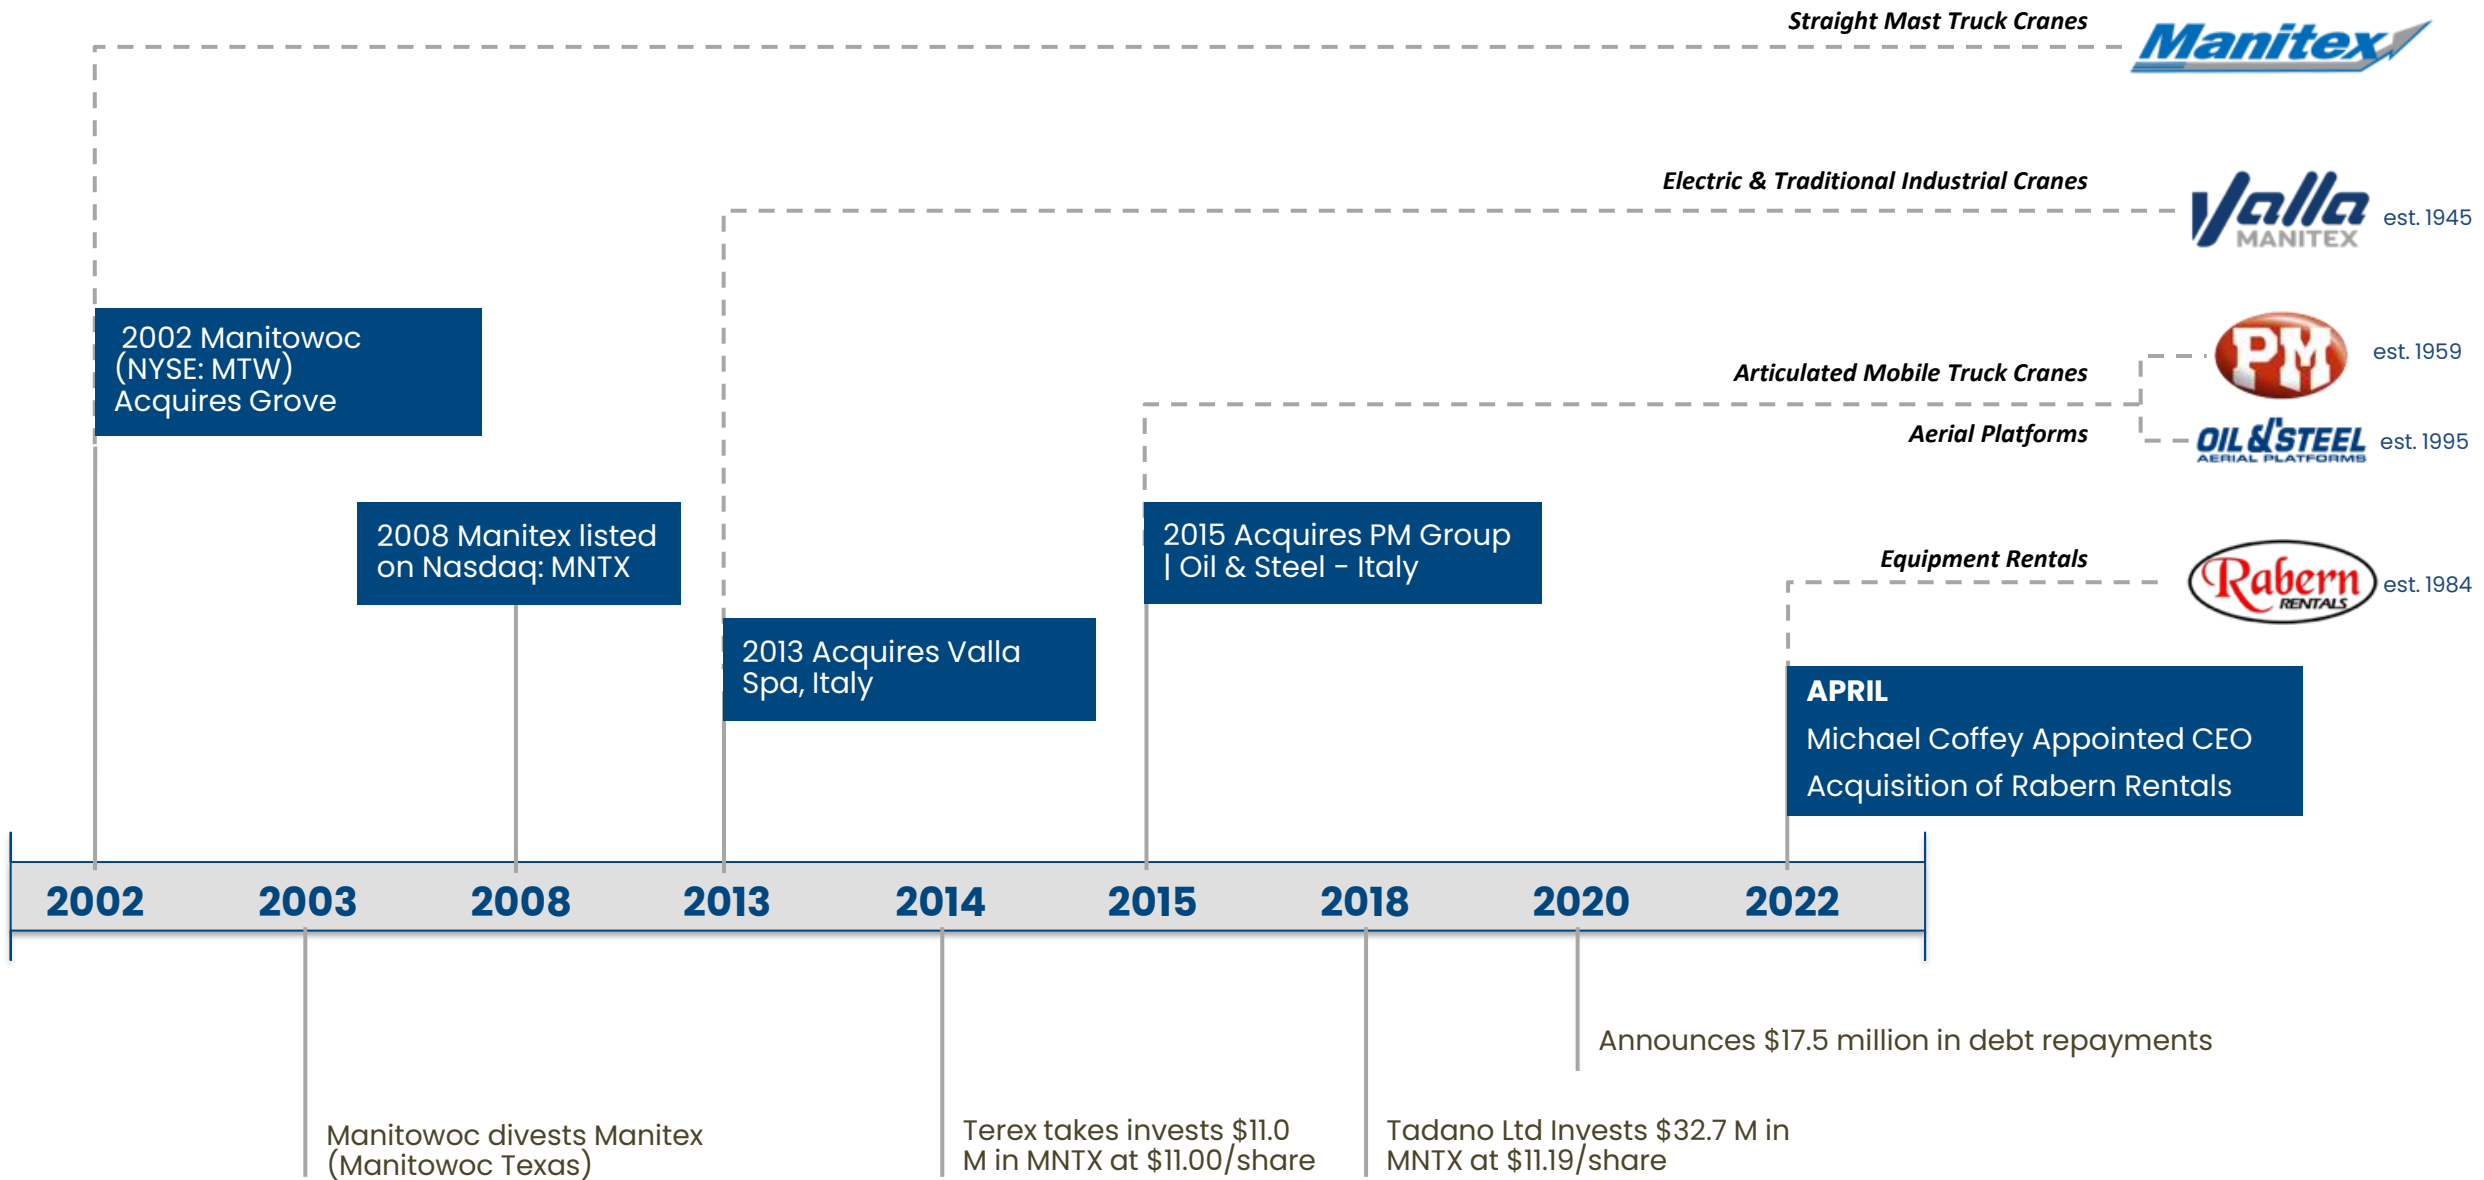 Straight Mast Truck Cranes
Manitex
Electric & Traditional Industrial Cranes
Valla
MANITEX
est. 1945
2002 Manitowoc
(NYSE: MTW)
Acquires Grove
PM
est. 1959
Articulated Mobile Truck Cranes
Aerial Platforms
OIL & STEEL
AERIAL PLATFORMS
est. 1995
2008 Manitex listed
on Nasdaq: MNTX
2015 Acquires PM Group
| Oil & Steel - Italy
Equipment Rentals
Rabern
RENTALS
est. 1984
2013 Acquires Valla
Spa, Italy
APRIL
Michael Coffey Appointed CEO
Acquisition of Rabern Rentals
2002 2003 2008 2013 2014 2015 2018 2020 2022
Announces $17.5 million in debt repayments
Manitowoc divests Manitex
(Manitowoc Texas)
Terex takes invests $11.0
M in MNTX at $11.00/share
Tadano Ltd Invests $32.7 M in
MNTX at $11.19/share